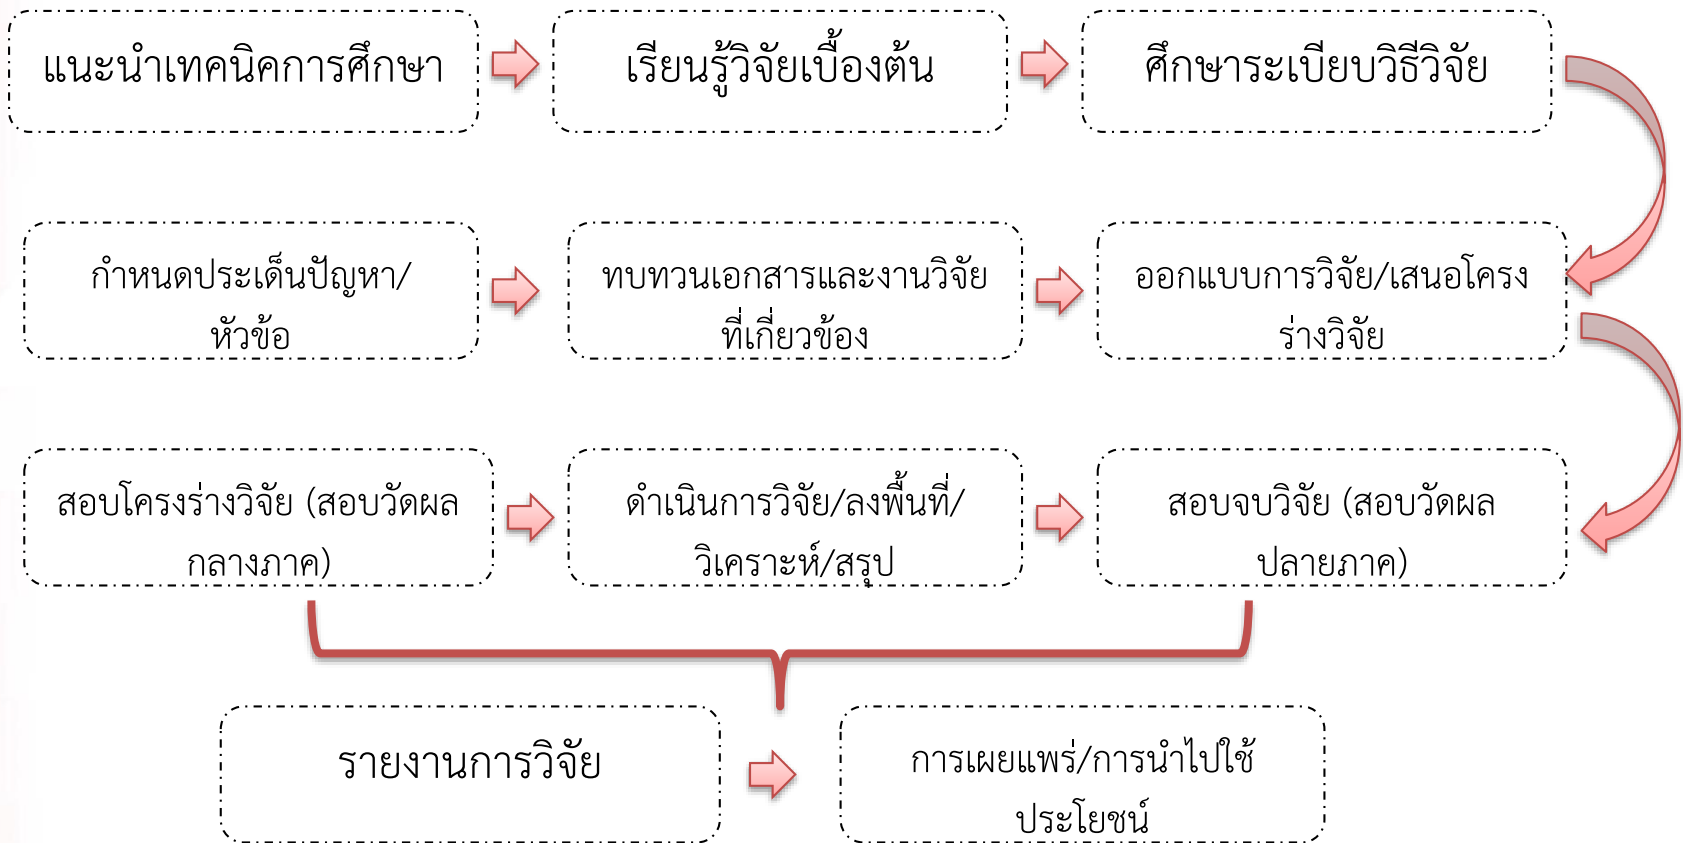 แนะนำเทคนิคการศึกษา
เรียนรู้วิจัยเบื้องต้น
ศึกษาระเบียบวิธีวิจัย
กำหนดประเด็นปัญหา/
หัวข้อ
ทบทวนเอกสารและงานวิจัย
ที่เกี่ยวข้อง
ออกแบบการวิจัย/เสนอโครง
ร่างวิจัย
สอบโครงร่างวิจัย (สอบวัดผล
กลางภาค)
ดำเนินการวิจัย/ลงพื้นที่/
วิเคราะห์/สรุป
สอบจบวิจัย (สอบวัดผล
ปลายภาค)
รายงานการวิจัย
การเผยแพร่/การนำไปใช้
ประโยชน์